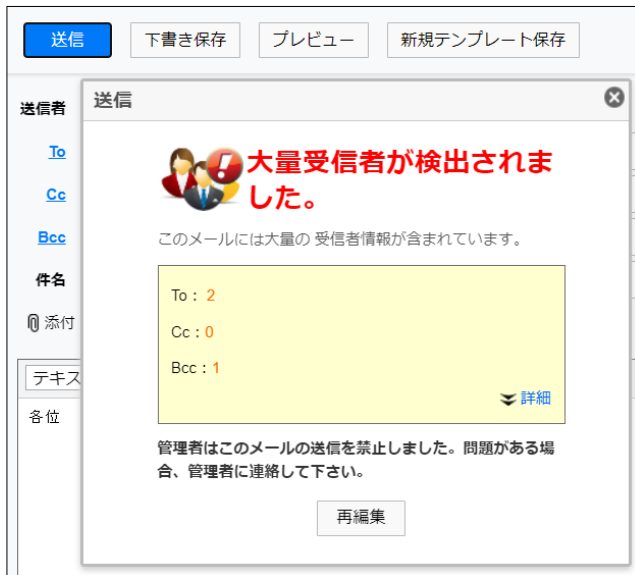 送信 下書き保存 プレビュー 新規テンプレート保存
送信者
To
Cc
Bcc
件名
添付
テキス
各位
送信
大量受信者が検出されま
した。
このメールには大量の 受信者情報が含まれています。
To : 2
Cc : 0
Bcc : 1
詳細
管理者はこのメールの送信を禁止しました。問題がある場
合、管理者に連絡して下さい。
再編集